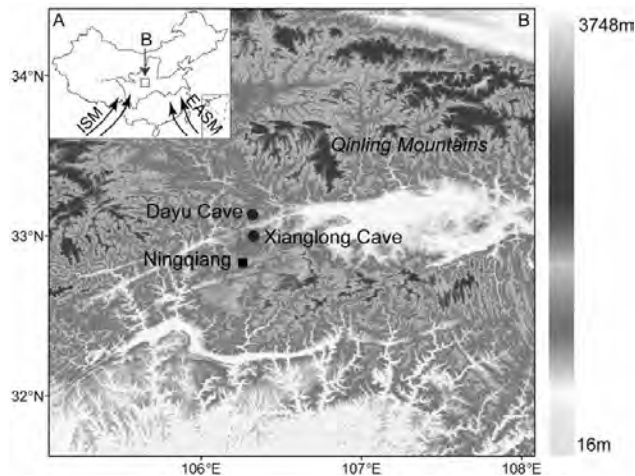 A
B
B
ISM
EASM
3748m
34°N
Qinling Mountains
Dayu Cave
33°N
Xianglong Cave
Ningqiang
32°N
16m
106°E
107°E
108°E